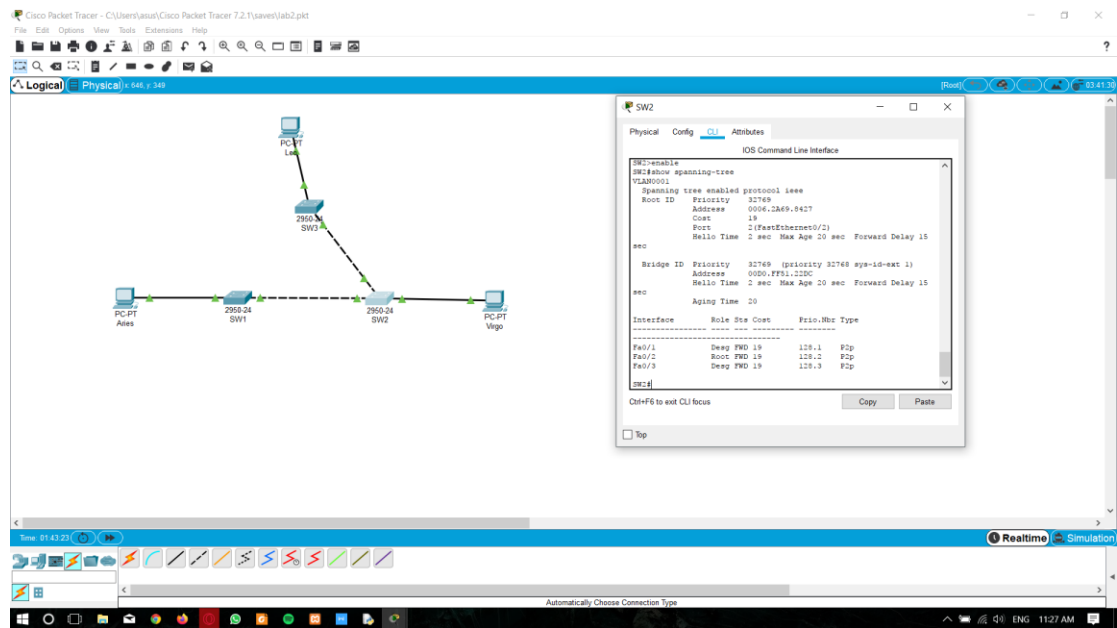 Cisco Packet Tracer - C:\Users\asus\Cisco Packet Tracer 7.2.1\saves\lab2.pkt
File Edit Options View Tools Extensions Help
?
Logical Physical x: 646, y: 349 [Root] 03:41:30
PC-PT
Leo
2950-24
SW3
PC-PT
Aries
2950-24
SW1
2950-24
SW2
PC-PT
Virgo
SW2
Physical Config CLI Attributes
IOS Command Line Interface
SW2>enable
SW2#show spanning-tree
VLAN0001
Spanning tree enabled protocol ieee
Root ID Priority 32769
Address 0006.2A69.8427
Cost 19
Port 2(FastEthernet0/2)
Hello Time 2 sec Max Age 20 sec Forward Delay 15
sec
Bridge ID Priority 32769 (priority 32768 sys-id-ext 1)
Address 00D0.FF51.22DC
Hello Time 2 sec Max Age 20 sec Forward Delay 15
sec
Aging Time 20
Interface Role Sts Cost Prio.Nbr Type
---------------- ---- --- --------- --------
--------------------------------
Fa0/1 Desg FWD 19 128.1 P2p
Fa0/2 Root FWD 19 128.2 P2p
Fa0/3 Desg FWD 19 128.3 P2p
SW2#
Ctrl+F6 to exit CLI focus Copy Paste
Top
Time: 01:43:23 Realtime Simulation
Automatically Choose Connection Type
ENG 11:27 AM